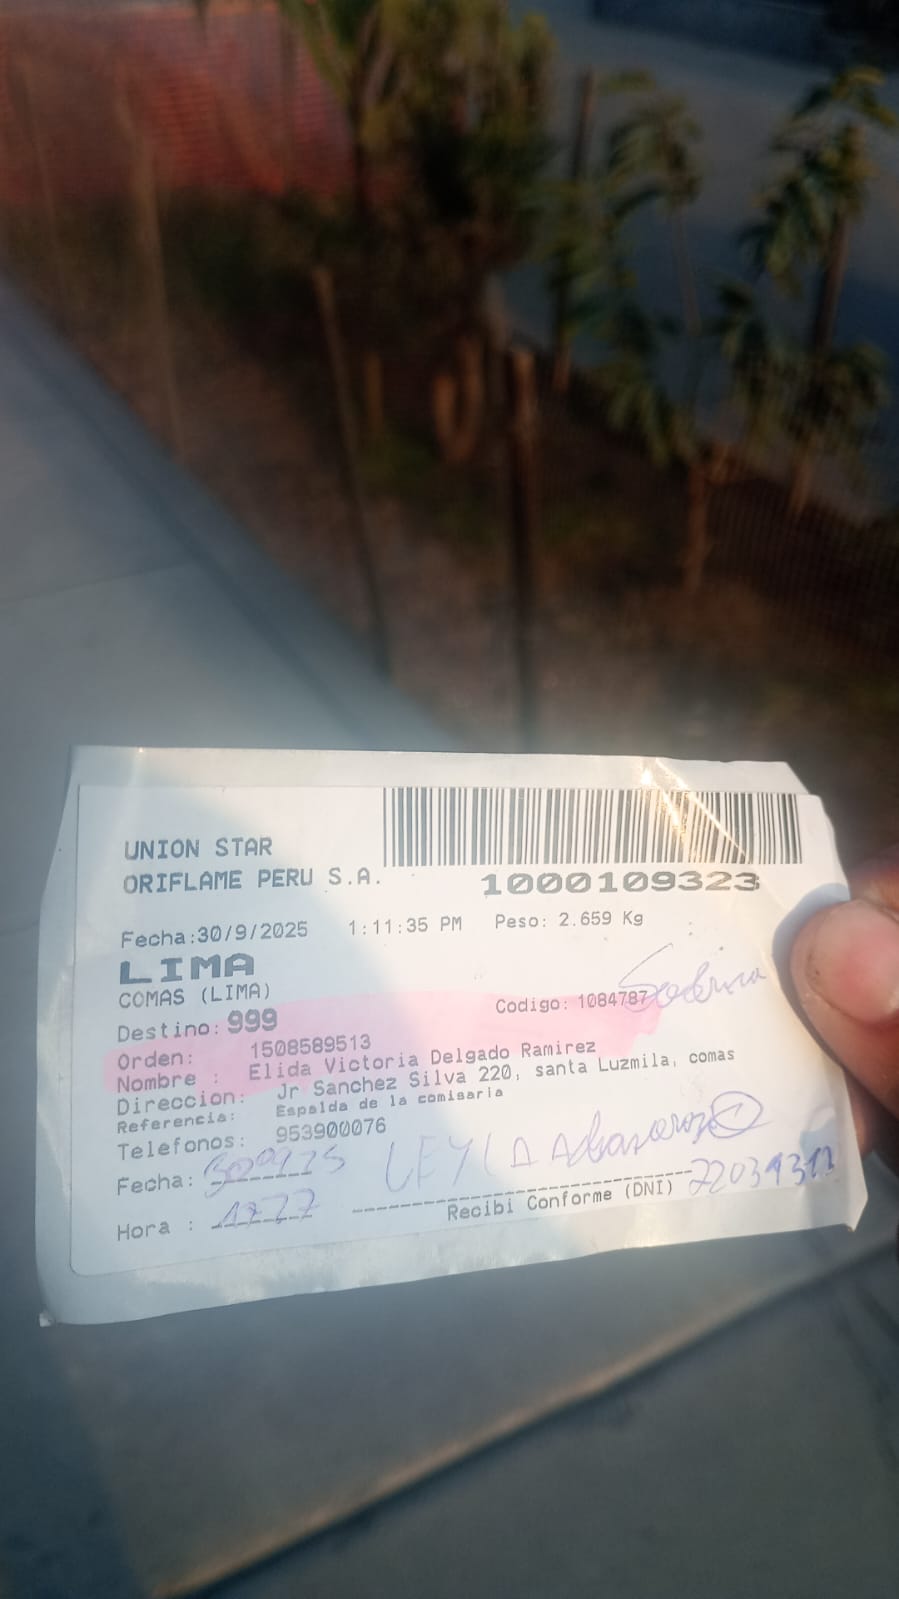 UNION STAR
ORIFLAME PERU S.A.
1000109323
Fecha:30/9/2025 1:11:35 PM Peso: 2.659 Kg
LIMA
COMAS (LIMA)
Destino: 999 Codigo: 1084787
Orden: 1508589513
Nombre : Elida Victoria Delgado Ramirez
Direccion: Jr Sanchez Silva 220, santa Luzmila, comas
Referencia: Espalda de la comisaria
Telefonos: 953900076
Fecha: LEYLA
Hora : Recibi Conforme (DNI)